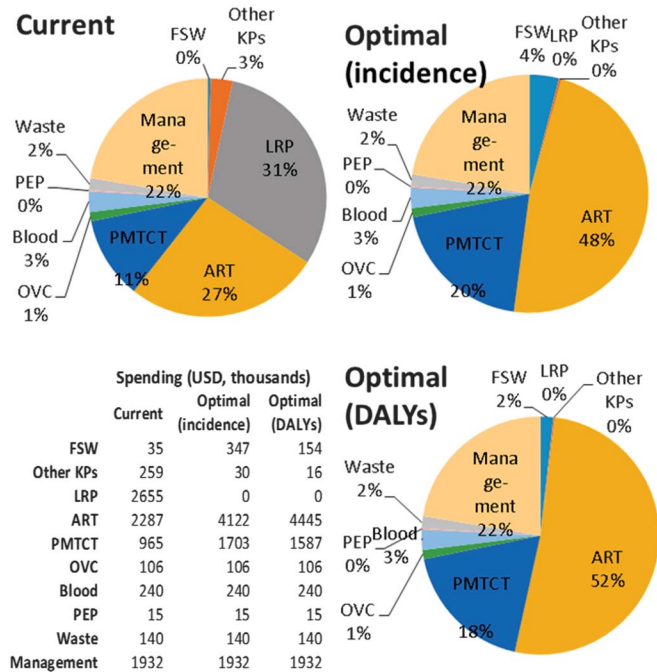 Current
FSW
0%
Other
KPs
3%
LRP
31%
ART
27%
PMTCT
11%
OVC
1%
Blood
3%
PEP
0%
Waste
2%
Mana
ge-
ment
22%
Optimal
(incidence)
FSW
4%
LRP
0%
Other
KPs
0%
ART
48%
PMTCT
20%
OVC
1%
Blood
3%
PEP
0%
Waste
2%
Mana
ge-
ment
22%
Spending (USD, thousands)
Current Optimal (incidence) Optimal (DALYs)
FSW 35 347 154
Other KPs 259 30 16
LRP 2655 0 0
ART 2287 4122 4445
PMTCT 965 1703 1587
OVC 106 106 106
Blood 240 240 240
PEP 15 15 15
Waste 140 140 140
Management 1932 1932 1932
Optimal
(DALYs)
FSW
2%
LRP
0%
Other
KPs
0%
ART
52%
PMTCT
18%
OVC
1%
Blood
3%
PEP
0%
Waste
2%
Mana
ge-
ment
22%